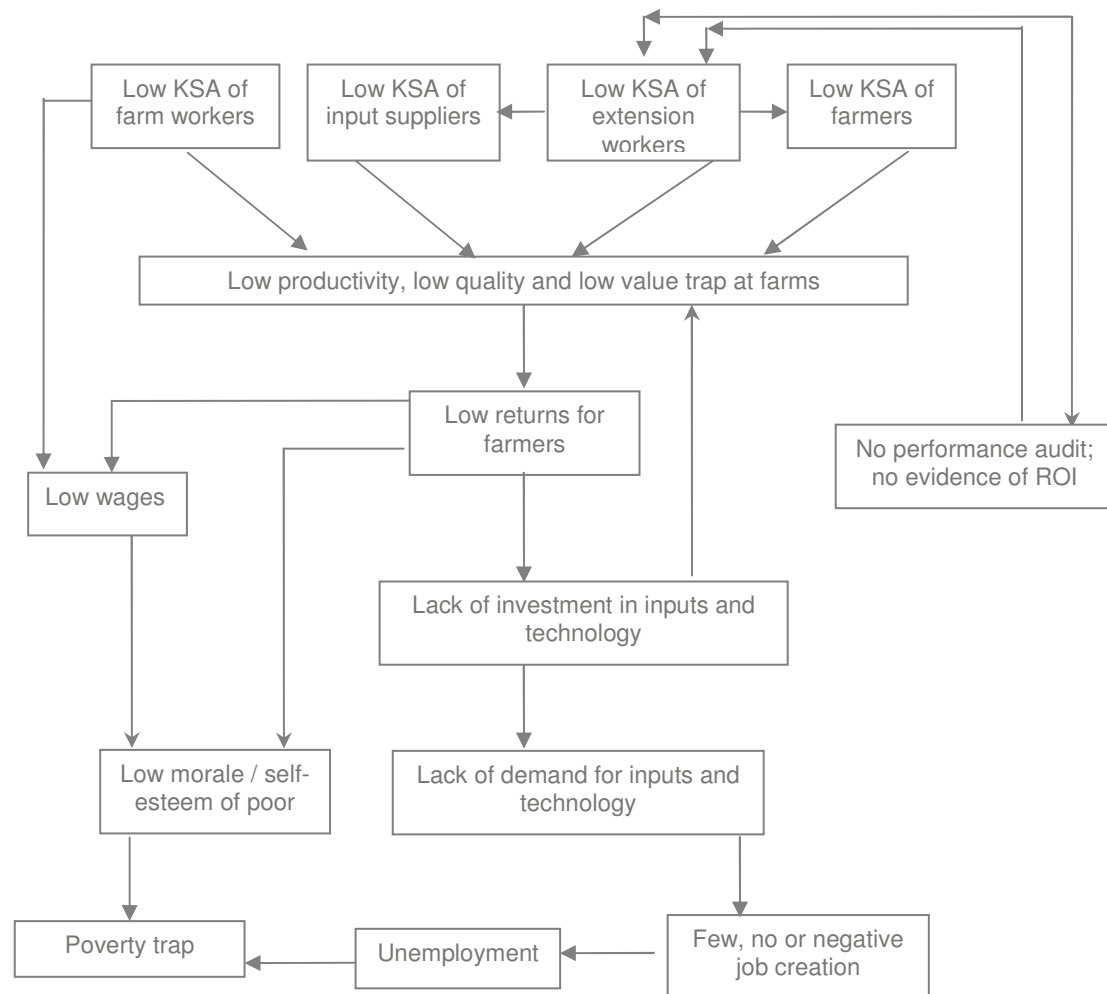 Low KSA of
farm workers
Low KSA of
input suppliers
Low KSA of
extension
workers
Low KSA of
farmers
Low productivity, low quality and low value trap at farms
Low returns for
farmers
No performance audit;
no evidence of ROI
Low wages
Lack of investment in inputs and
technology
Low morale / self-
esteem of poor
Lack of demand for inputs and
technology
Poverty trap
Unemployment
Few, no or negative
job creation